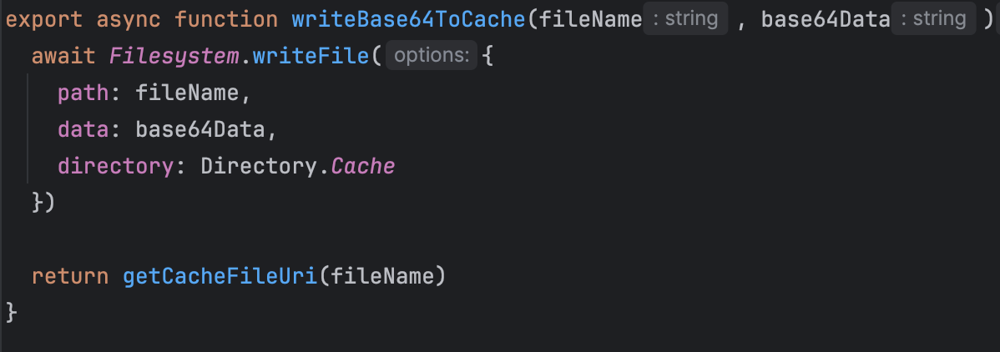 export async function writeBase64ToCache(fileName : string , base64Data : string )
await Filesystem.writeFile( options: {
path: fileName,
data: base64Data,
directory: Directory.Cache
})
return getCacheFileUri(fileName)
}